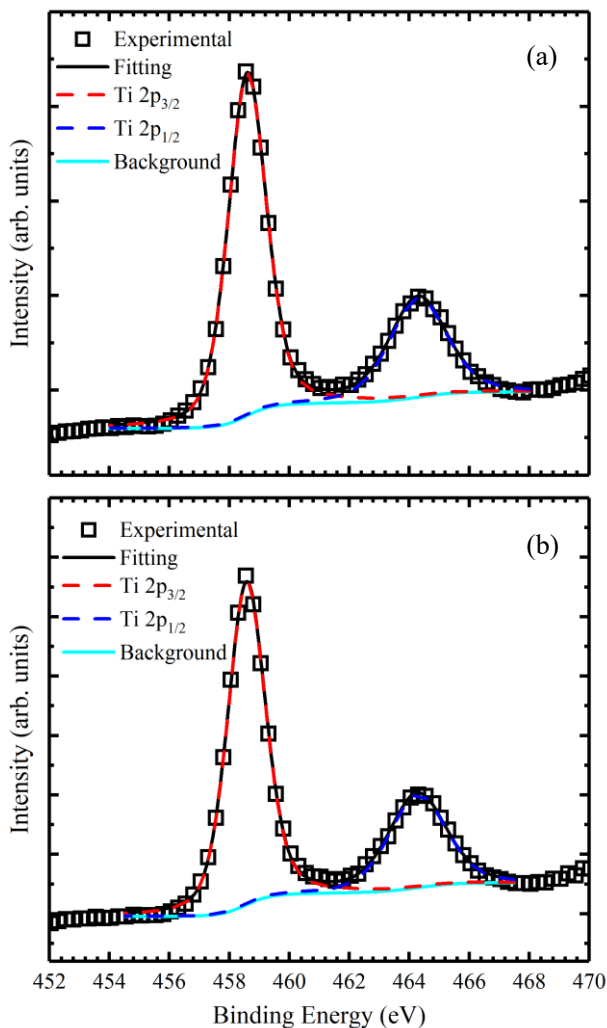 Experimental
(a)
Fitting
Ti 2p3/2
Ti 2p1/2
Background
Intensity (arb. units)
Experimental
(b)
Fitting
Ti 2p3/2
Ti 2p1/2
Background
Intensity (arb. units)
452 454 456 458 460 462 464 466 468 470
Binding Energy (eV)